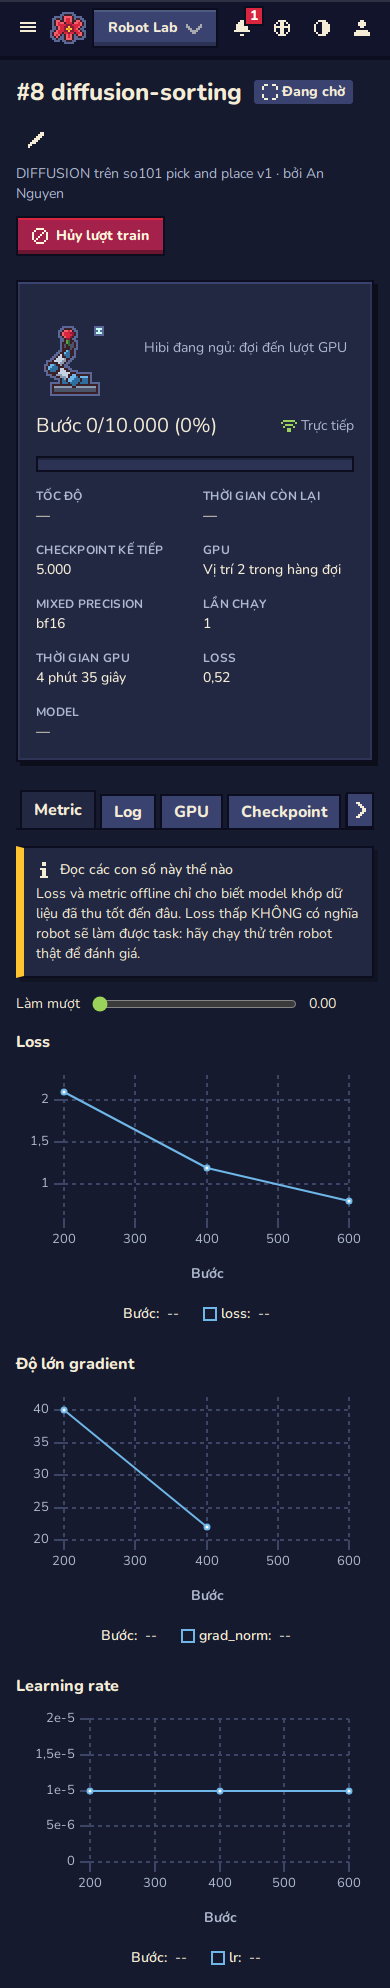 Robot Lab
1
#8 diffusion-sorting
Đang chờ
DIFFUSION trên so101 pick and place v1 · bởi An
Nguyen
Hủy lượt train
Hibi đang ngủ: đợi đến lượt GPU
Bước 0/10.000 (0%)
Trực tiếp
TỐC ĐỘ
—
THỜI GIAN CÒN LẠI
—
CHECKPOINT KẾ TIẾP
5.000
GPU
Vị trí 2 trong hàng đợi
MIXED PRECISION
bf16
LẦN CHẠY
1
THỜI GIAN GPU
4 phút 35 giây
LOSS
0,52
MODEL
—
Metric
Log
GPU
Checkpoint
Đọc các con số này thế nào
Loss và metric offline chỉ cho biết model khớp dữ
liệu đã thu tốt đến đâu. Loss thấp KHÔNG có nghĩa
robot sẽ làm được task: hãy chạy thử trên robot
thật để đánh giá.
Làm mượt
0.00
Loss
2
1,5
1
200 300 400 500 600
Bước
Bước: -- loss: --
Độ lớn gradient
40
35
30
25
20
200 300 400 500 600
Bước
Bước: -- grad_norm: --
Learning rate
2e-5
1,5e-5
1e-5
5e-6
0
200 300 400 500 600
Bước
Bước: -- lr: --